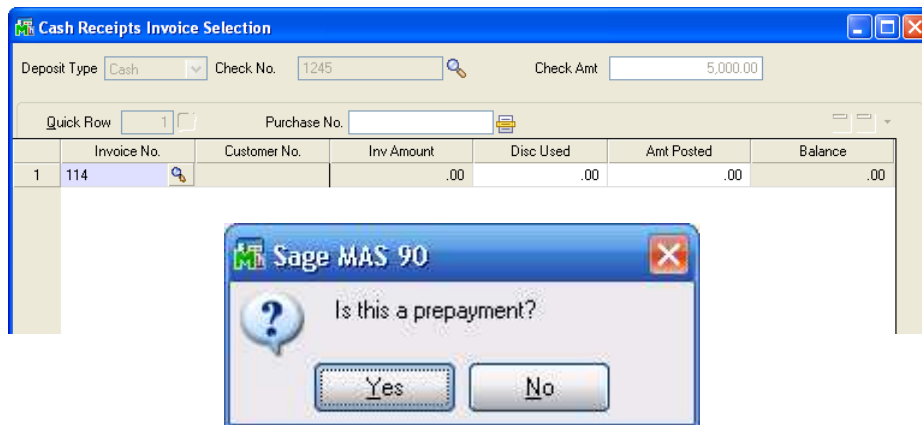 Cash Receipts Invoice Selection
Deposit Type Cash Check No. 1245 Check Amt 5,000.00
Quick Row 1 Purchase No.
Invoice No. Customer No. Inv Amount Disc Used Amt Posted Balance
1 114 .00 .00 .00 .00
Sage MAS 90
Is this a prepayment?
Yes No